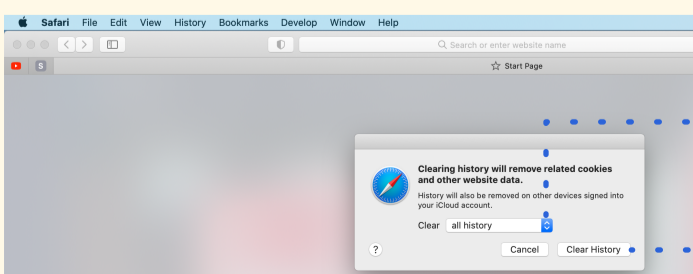 Safari File Edit View History Bookmarks Develop Window Help
Search or enter website name
S
Start Page
Clearing history will remove related cookies
and other website data.
History will also be removed on other devices signed into
your iCloud account.
Clear all history
? Cancel Clear History